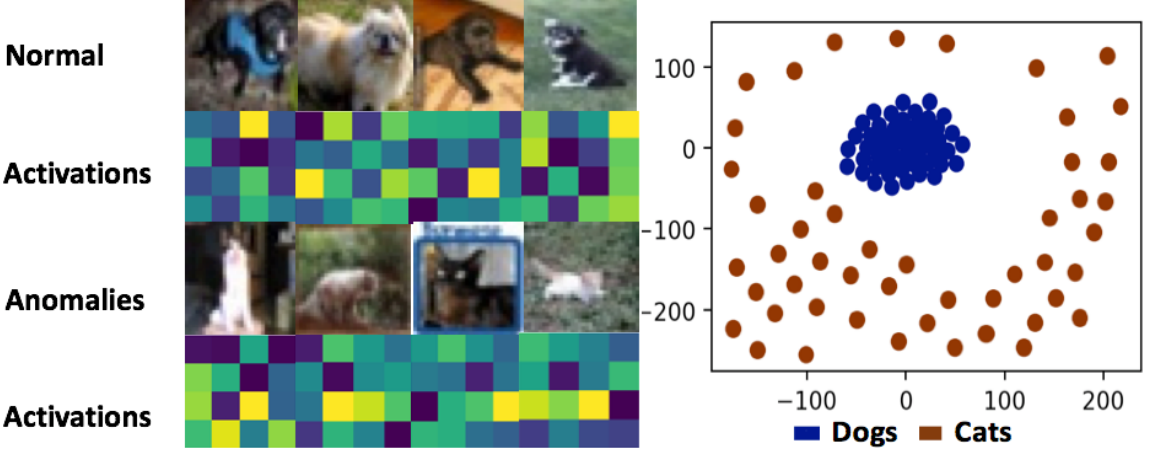 Normal
Activations
Anomalies
Activations
100
0
−100
−200
−100 0 100 200
Dogs Cats